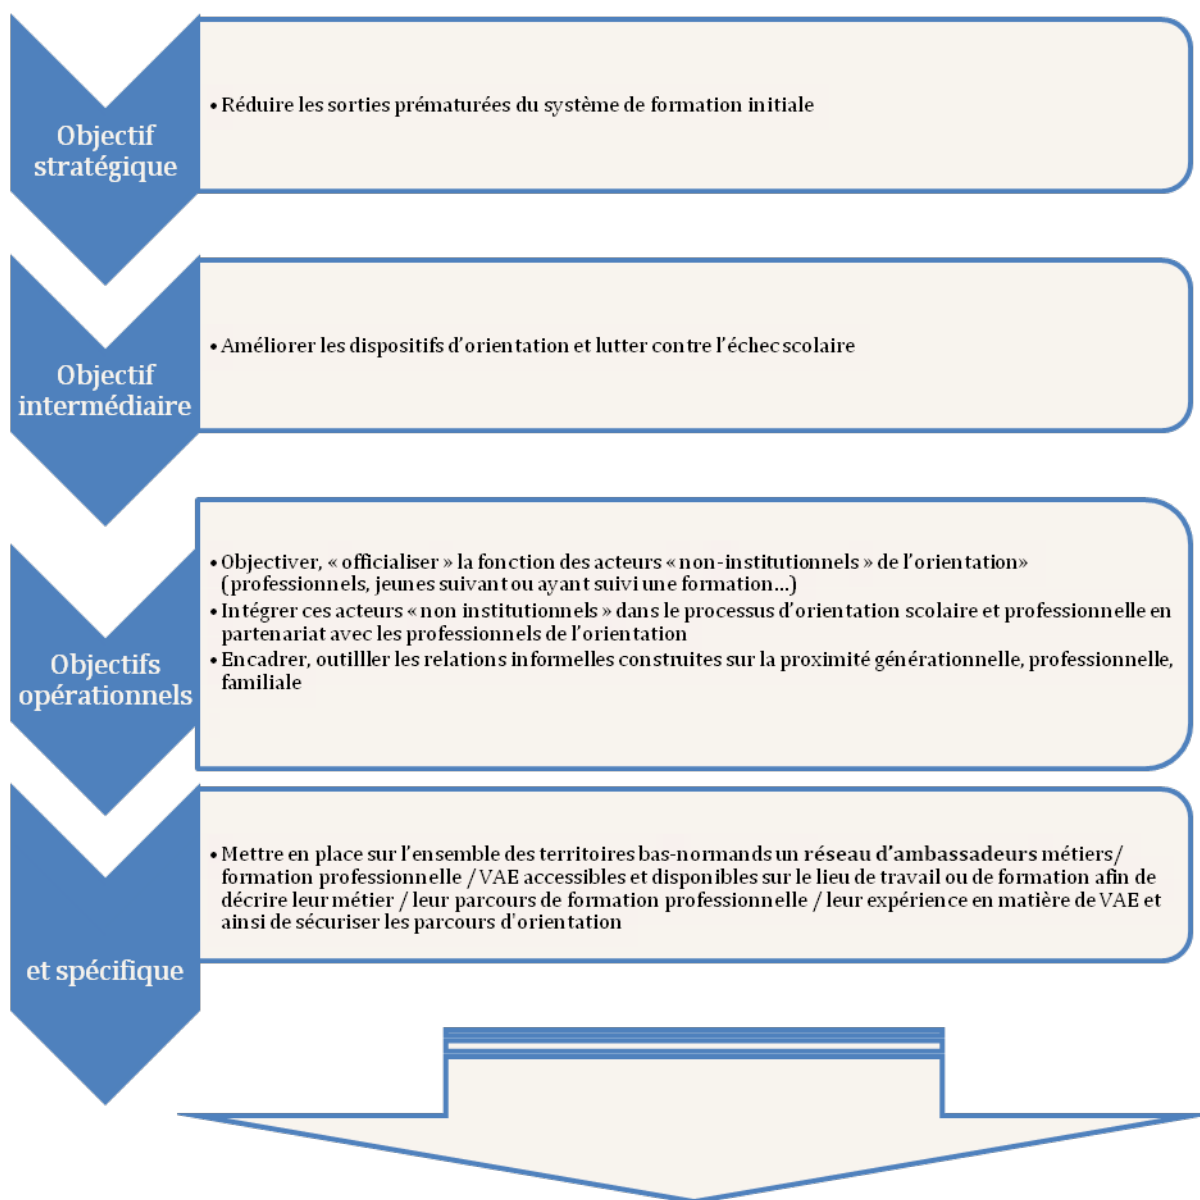 Objectif
stratégique
• Réduire les sorties prématurées du système de formation initiale
Objectif
intermédiaire
• Améliorer les dispositifs d'orientation et lutter contre l'échec scolaire
Objectifs
opérationnels
• Objectiver, « officialiser » la fonction des acteurs « non-institutionnels » de l'orientation»
(professionnels, jeunes suivant ou ayant suivi une formation...)
• Intégrer ces acteurs « non institutionnels » dans le processus d'orientation scolaire et professionnelle en
partenariat avec les professionnels de l'orientation
• Encadrer, outilller les relations informelles construites sur la proximité générationnelle, professionnelle,
familiale
et spécifique
• Mettre en place sur l'ensemble des territoires bas-normands un réseau d'ambassadeurs métiers/
formation professionnelle / VAE accessibles et disponibles sur le lieu de travail ou de formation afin de
décrire leur métier / leur parcours de formation professionnelle / leur expérience en matière de VAE et
ainsi de sécuriser les parcours d'orientation